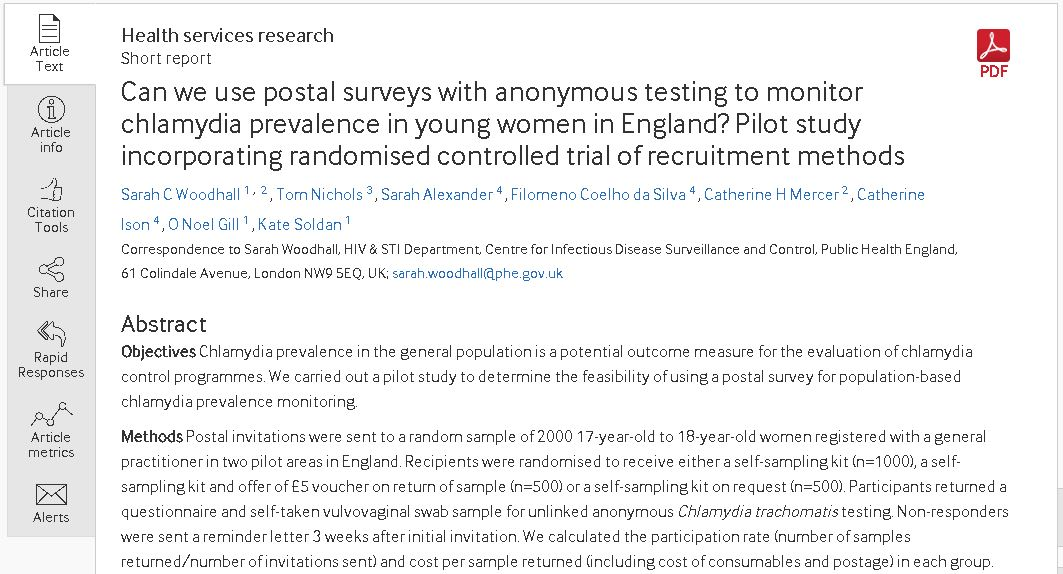 Article
Text
Article
info
Citation
Tools
Share
Rapid
Responses
Article
metrics
Alerts
Health services research
Short report
PDF
Can we use postal surveys with anonymous testing to monitor
chlamydia prevalence in young women in England? Pilot study
incorporating randomised controlled trial of recruitment methods
Sarah C Woodhall 1, 2, Tom Nichols 3, Sarah Alexander 4, Filomeno Coelho da Silva 4, Catherine H Mercer 2, Catherine
Ison 4, O Noel Gill 1, Kate Soldan 1
Correspondence to Sarah Woodhall, HIV & STI Department, Centre for Infectious Disease Surveillance and Control, Public Health England,
61 Colindale Avenue, London NW9 5EQ, UK; sarah.woodhall@phe.gov.uk
Abstract
Objectives Chlamydia prevalence in the general population is a potential outcome measure for the evaluation of chlamydia
control programmes. We carried out a pilot study to determine the feasibility of using a postal survey for population-based
chlamydia prevalence monitoring.
Methods Postal invitations were sent to a random sample of 2000 17-year-old to 18-year-old women registered with a general
practitioner in two pilot areas in England. Recipients were randomised to receive either a self-sampling kit (n=1000), a self-
sampling kit and offer of £5 voucher on return of sample (n=500) or a self-sampling kit on request (n=500). Participants returned a
questionnaire and self-taken vulvovaginal swab sample for unlinked anonymous Chlamydia trachomatis testing. Non-responders
were sent a reminder letter 3 weeks after initial invitation. We calculated the participation rate (number of samples
returned/number of invitations sent) and cost per sample returned (including cost of consumables and postage) in each group.